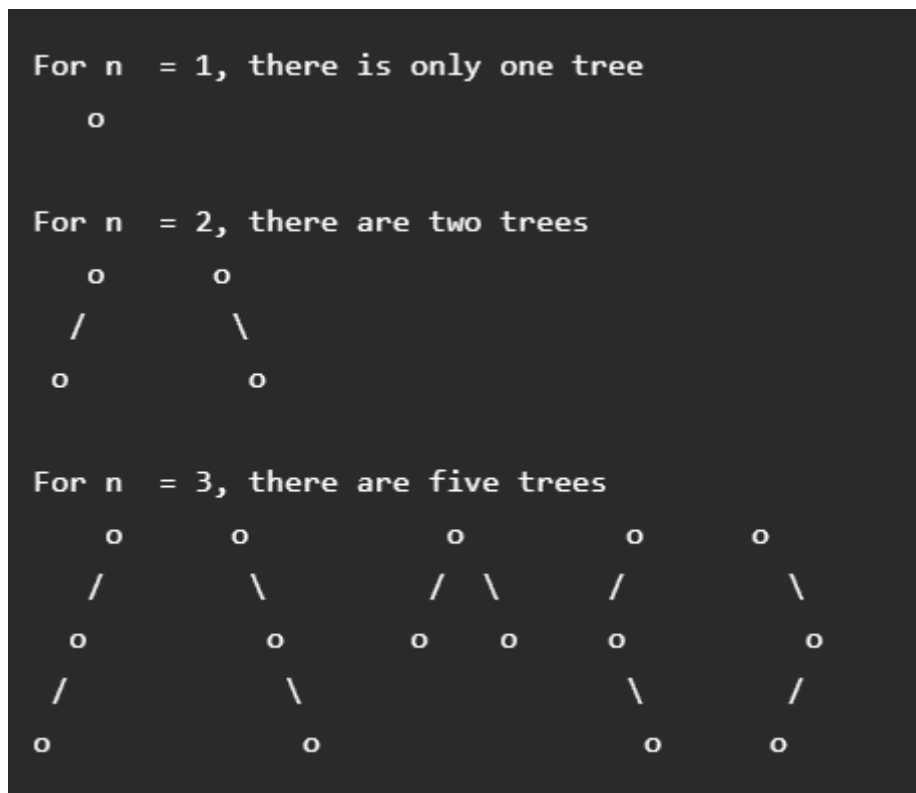 For n  = 1, there is only one tree
   o
For n  = 2, there are two trees
   o      o
  /        \
 o          o
For n  = 3, there are five trees
    o      o           o         o      o
   /        \         / \      /         \
  o          o       o    o     o          o
 /            \                  \        /
o              o                  o      o